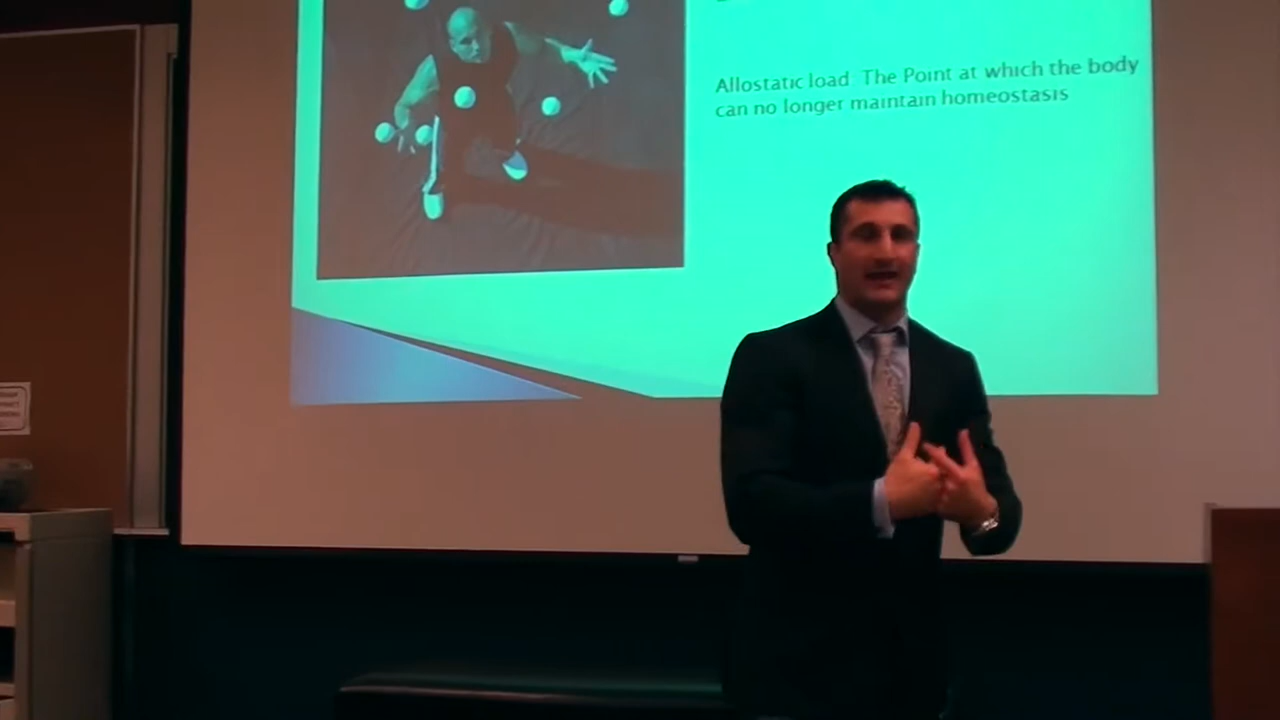 Allostatic load The Point at which the body
can no longer maintain homeostasis